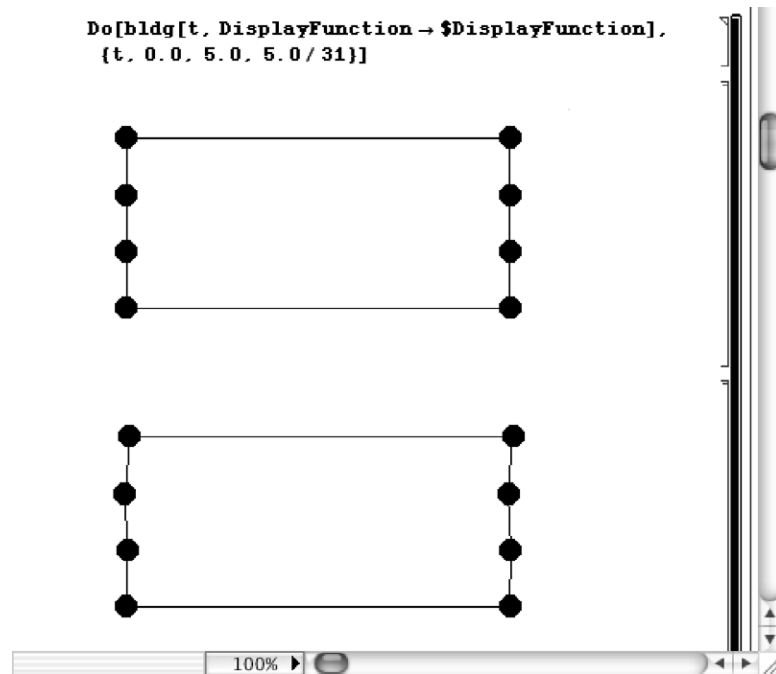 Do[bldg[t, DisplayFunction → $DisplayFunction],
{t, 0.0, 5.0, 5.0/31}]
100%